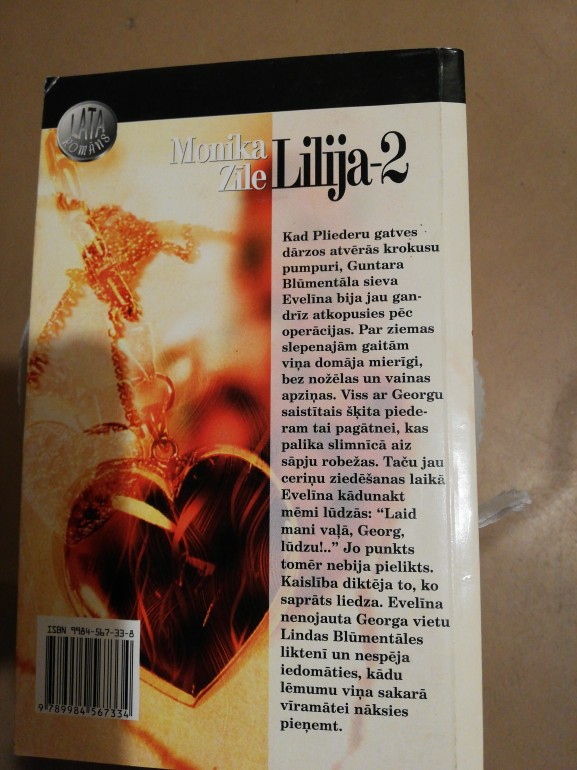 LATA
ROMĀNS
Monika
Zīle
Lilija-2
Kad Pliederu gatves
dārzos atvērās krokusu
pumpuri, Guntara
Blūmentāla sieva
Evelīna bija jau gan-
drīz atkopusies pēc
operācijas. Par ziemas
slepenajām gaitām
viņa domāja mierīgi,
bez nožēlas un vainas
apziņas. Viss ar Georgu
saistītais šķita piede-
ram tai pagātnei, kas
palika slimnīcā aiz
sāpju robežas. Taču jau
ceriņu ziedēšanas laikā
Evelīna kādunakt
mēmi lūdzās: “Laid
mani vaļā, Georg,
lūdzu!..” Jo punkts
tomēr nebija pielikts.
Kaislība diktēja to, ko
saprāts liedza. Evelīna
nenojauta Georga vietu
Lindas Blūmentāles
liktenī un nespēja
iedomāties, kādu
lēmumu viņa sakarā
vīramātei nāksies
pieņemt.
ISBN 9984-567-33-8
9 789984 567334